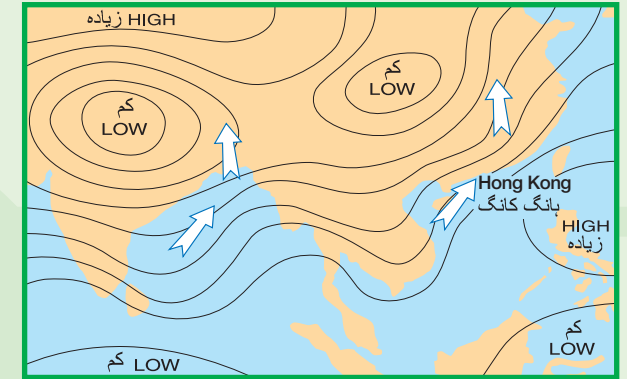 زیادہ HIGH
کم
LOW
کم
LOW
Hong Kong
ہانگ کانگ
HIGH
زیادہ
کم
LOW
کم LOW